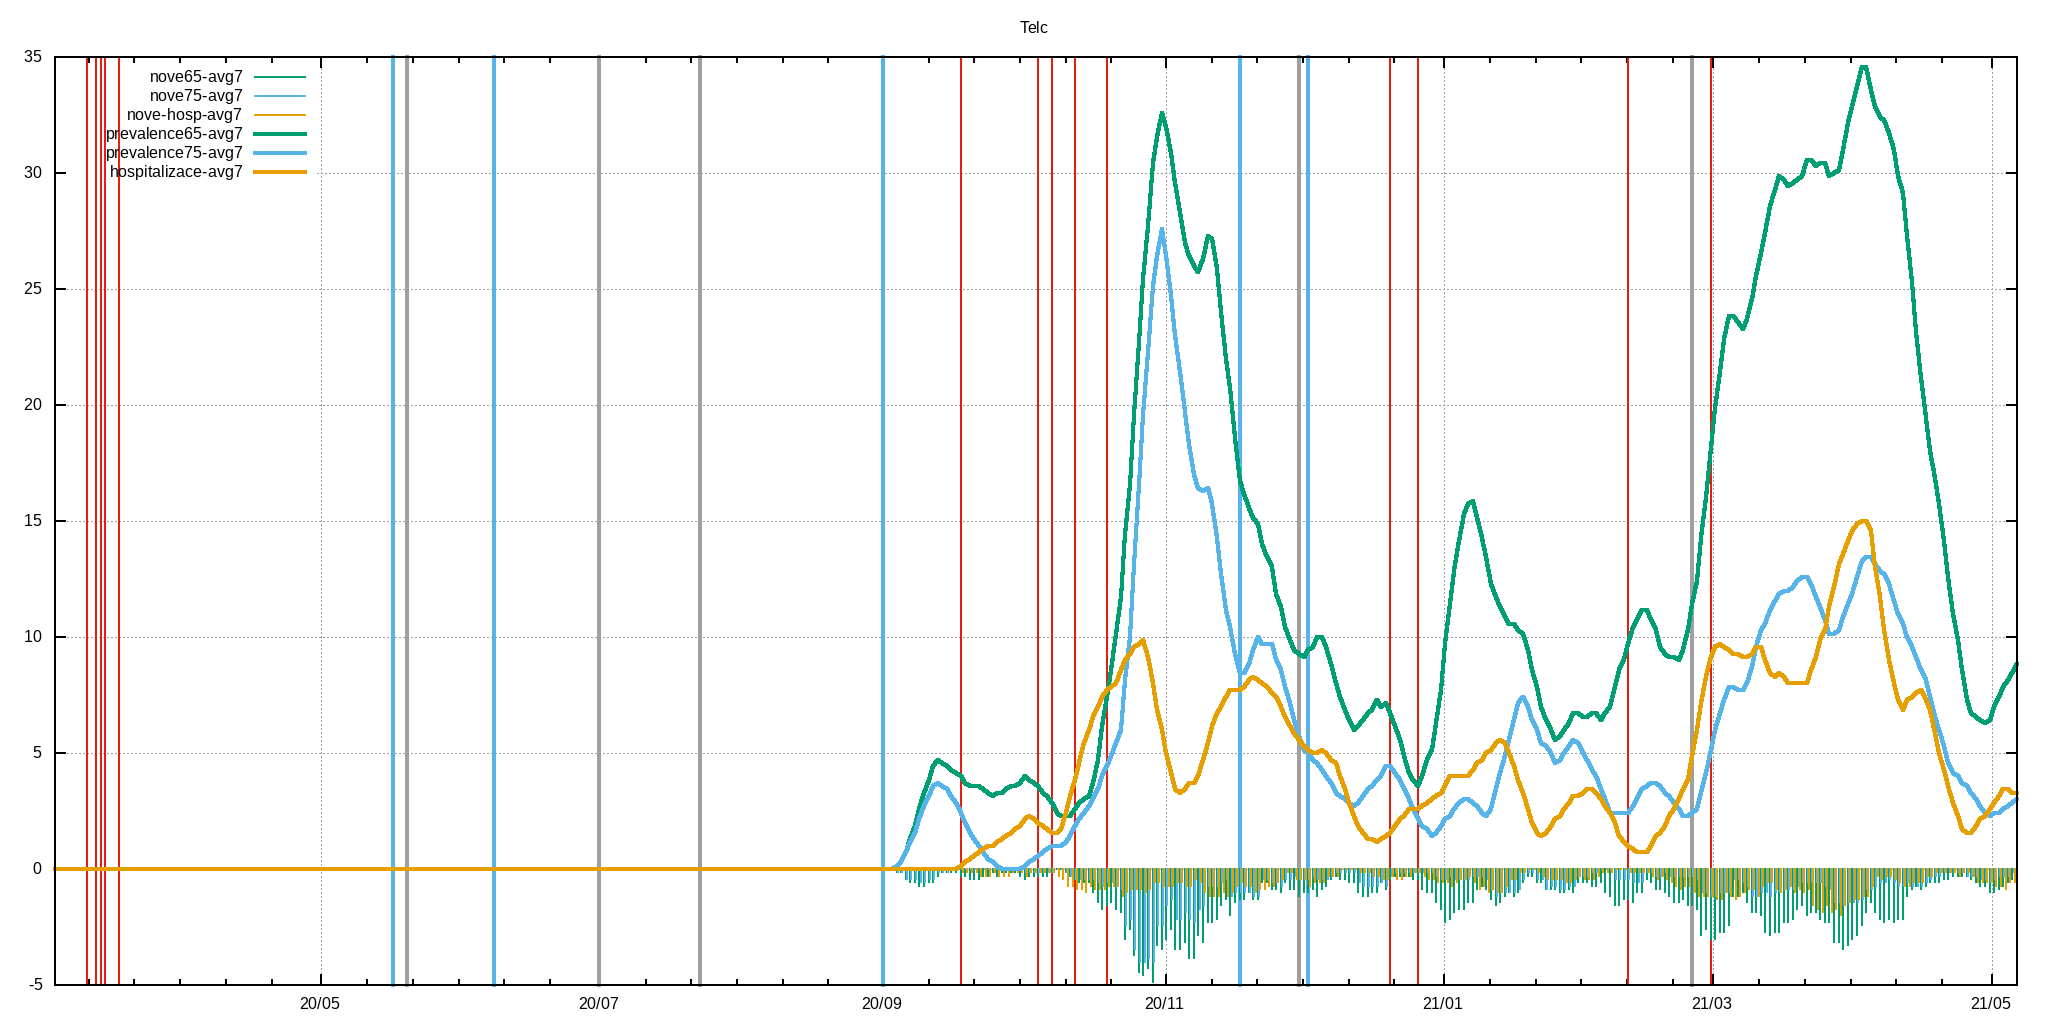 Telc
35
nove65-avg7
nove75-avg7
nove-hosp-avg7
prevalence65-avg7
prevalence75-avg7
hospitalizace-avg7
30
25
20
15
10
5
0
-5
20/05 20/07 20/09 20/11 21/01 21/03 21/05